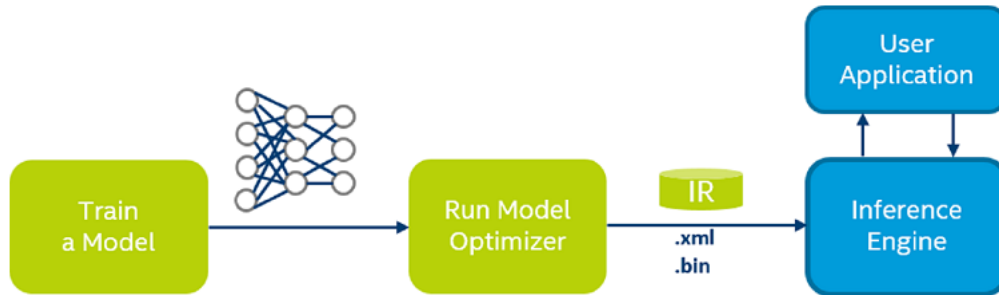 User
Application
Train
a Model
Run Model
Optimizer
IR
.xml
.bin
Inference
Engine